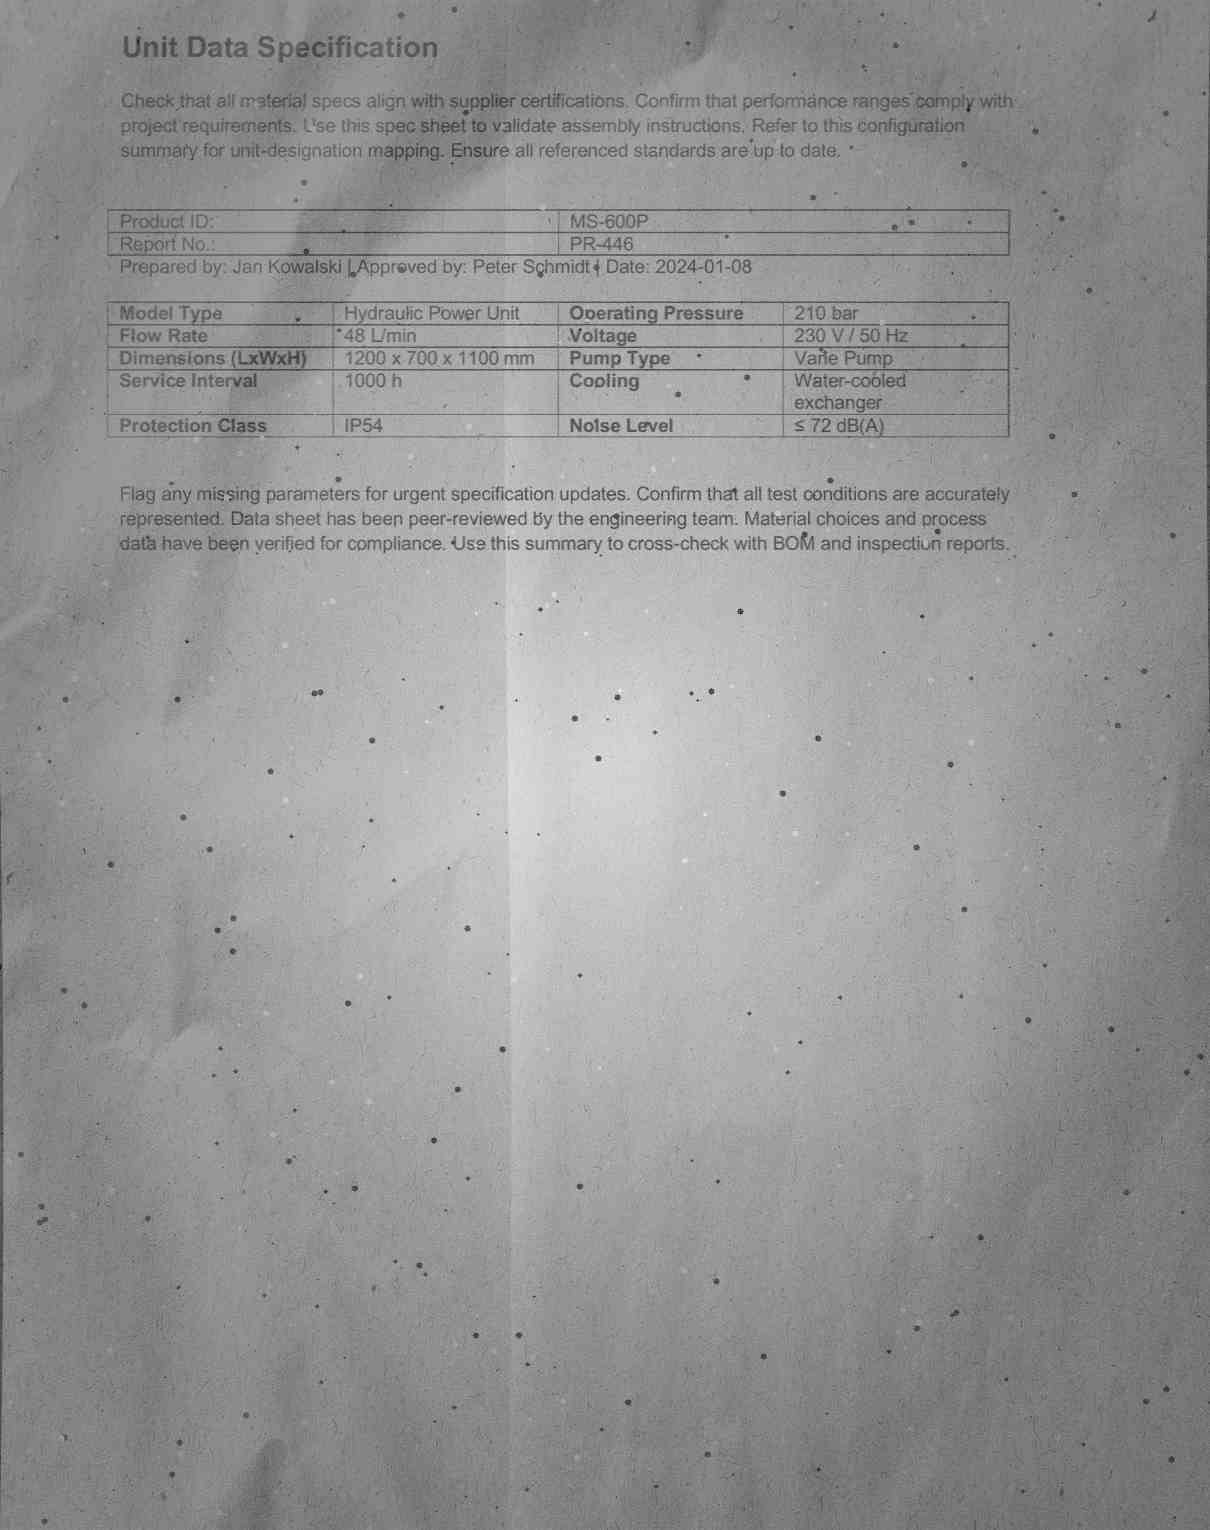 Unit Data Specification
Check that all material specs align with supplier certifications. Confirm that performance ranges comply with
project requirements. Use this spec sheet to validate assembly instructions. Refer to this configuration
summary for unit-designation mapping. Ensure all referenced standards are up to date.
Product ID: MS-600P
Report No.: PR-446
Prepared by: Jan Kowalski | Approved by: Peter Schmidt | Date: 2024-01-08
Model Type Hydraulic Power Unit Operating Pressure 210 bar
Flow Rate 48 L/min Voltage 230 V / 50 Hz
Dimensions (LxWxH) 1200 x 700 x 1100 mm Pump Type Vane Pump
Service Interval 1000 h Cooling Water-cooled
exchanger
Protection Class IP54 Noise Level ≤ 72 dB(A)
Flag any missing parameters for urgent specification updates. Confirm that all test conditions are accurately
represented. Data sheet has been peer-reviewed by the engineering team. Material choices and process
data have been verified for compliance. Use this summary to cross-check with BOM and inspection reports.